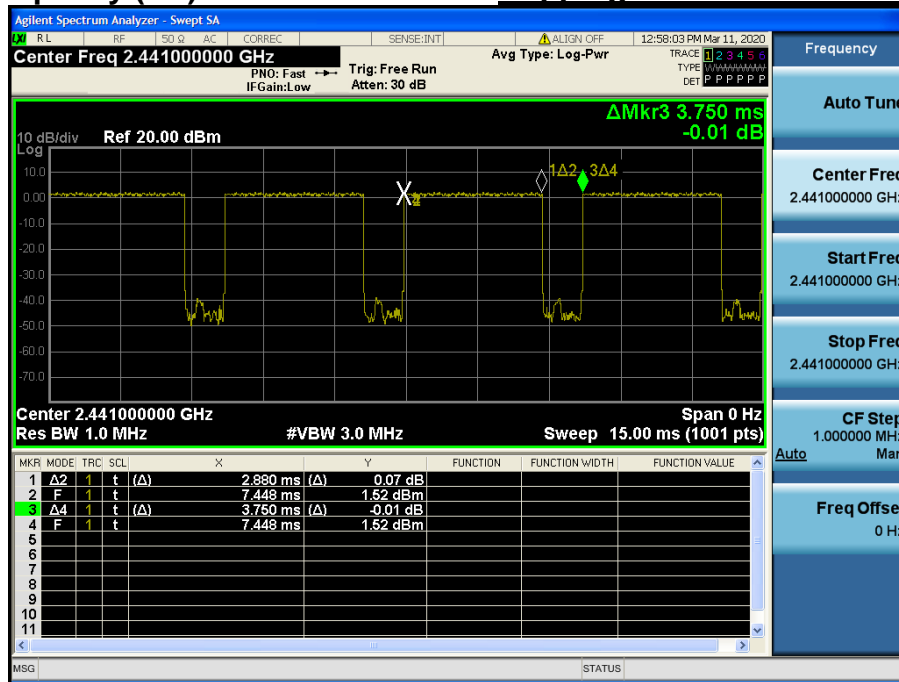 Agilent Spectrum Analyzer - Swept SA
LXI RL RF 50 Ω AC CORREC SENSE:INT ALIGN OFF 12:58:03 PM Mar 11, 2020
Center Freq 2.441000000 GHz Avg Type: Log-Pwr TRACE 1 2 3 4 5 6
PNO: Fast Trig: Free Run TYPE WWWWWW
IFGain:Low Atten: 30 dB DET P P P P P P
Frequency
Auto Tune
ΔMkr3 3.750 ms
-0.01 dB
10 dB/div Ref 20.00 dBm
Log
10.0
0.00
-10.0
-20.0
-30.0
-40.0
-50.0
-60.0
-70.0
X
4
1Δ2 3Δ4
Center Freq
2.441000000 GHz
Start Freq
2.441000000 GHz
Stop Freq
2.441000000 GHz
CF Step
1.000000 MHz
Auto Man
Freq Offset
0 Hz
Center 2.441000000 GHz Span 0 Hz
Res BW 1.0 MHz #VBW 3.0 MHz Sweep 15.00 ms (1001 pts)
MKR MODE TRC SCL X Y FUNCTION FUNCTION WIDTH FUNCTION VALUE
1 Δ2 1 t (Δ) 2.880 ms (Δ) 0.07 dB
2 F 1 t 7.448 ms 1.52 dBm
3 Δ4 1 t (Δ) 3.750 ms (Δ) -0.01 dB
4 F 1 t 7.448 ms 1.52 dBm
5
6
7
8
9
10
11
MSG STATUS